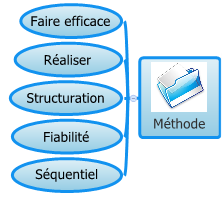 Faire efficace
Réaliser
Structuration
Fiabilité
Séquentiel
Méthode